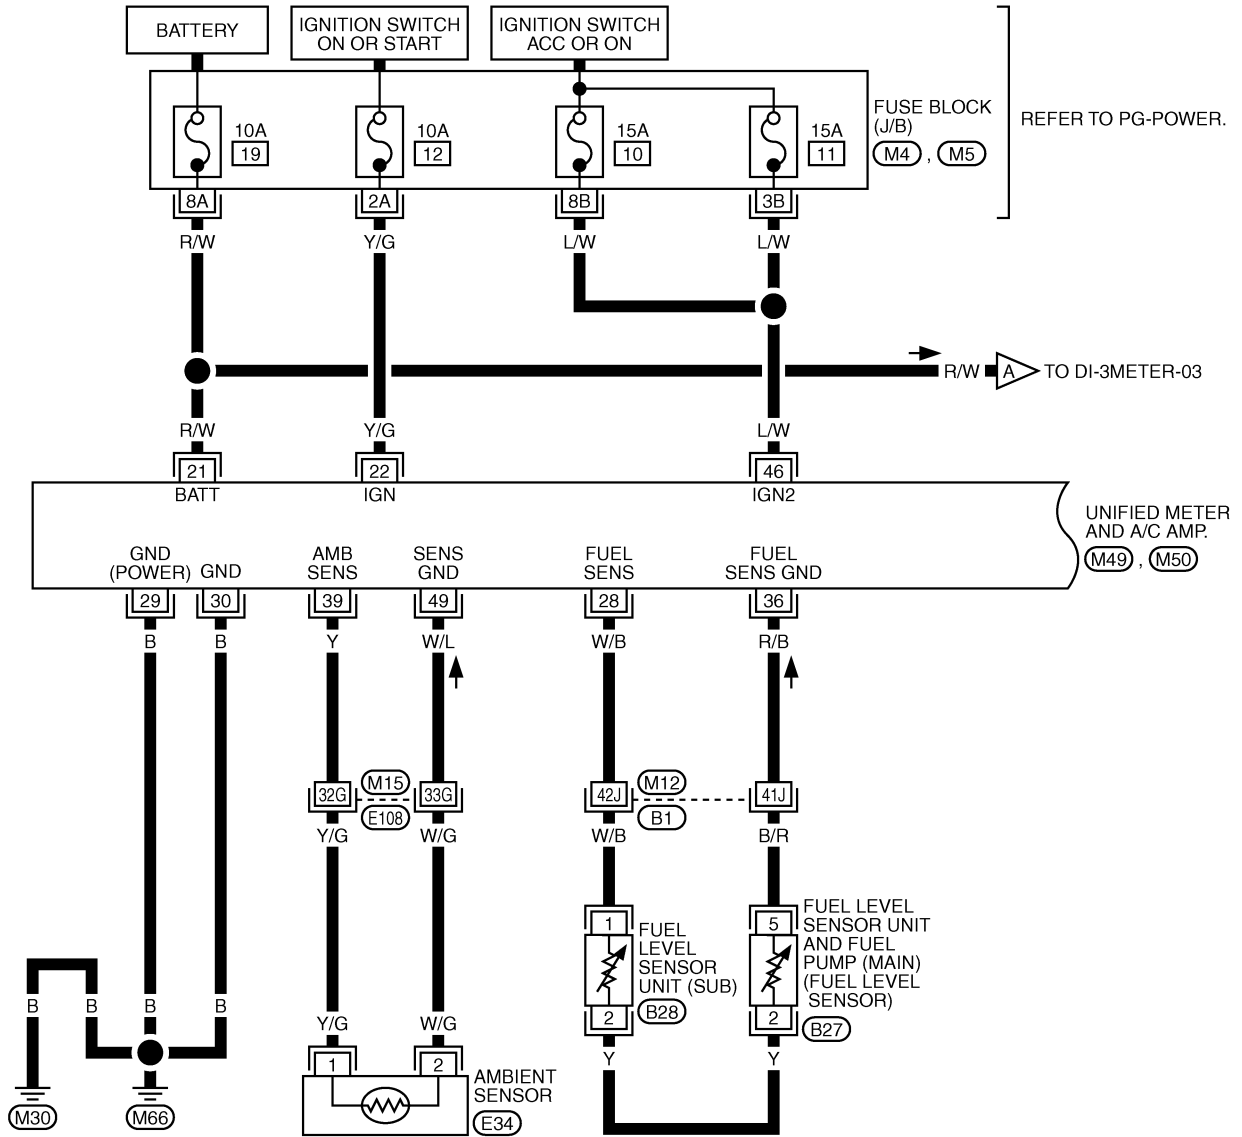 BATTERY
IGNITION SWITCH
ON OR START
IGNITION SWITCH
ACC OR ON
10A
19
10A
12
15A
10
15A
11
FUSE BLOCK
(J/B)
M4 , M5
REFER TO PG-POWER.
8A
2A
8B
3B
R/W
Y/G
L/W
L/W
R/W
A
TO DI-3METER-03
R/W
Y/G
L/W
21
22
46
BATT
IGN
IGN2
UNIFIED METER
AND A/C AMP.
M49 , M50
GND
(POWER)
GND
AMB
SENS
SENS
GND
FUEL
SENS
FUEL
SENS GND
29
30
39
49
28
36
B
B
Y
W/L
W/B
R/B
32G
M15
E108
33G
42J
M12
B1
41J
Y/G
W/G
W/B
B/R
1
FUEL
LEVEL
SENSOR
UNIT (SUB)
B28
2
5
FUEL LEVEL
SENSOR UNIT
AND FUEL
PUMP (MAIN)
(FUEL LEVEL
SENSOR)
B27
2
B
B
B
B
Y/G
W/G
Y
Y
1
2
AMBIENT
SENSOR
E34
M30
M66